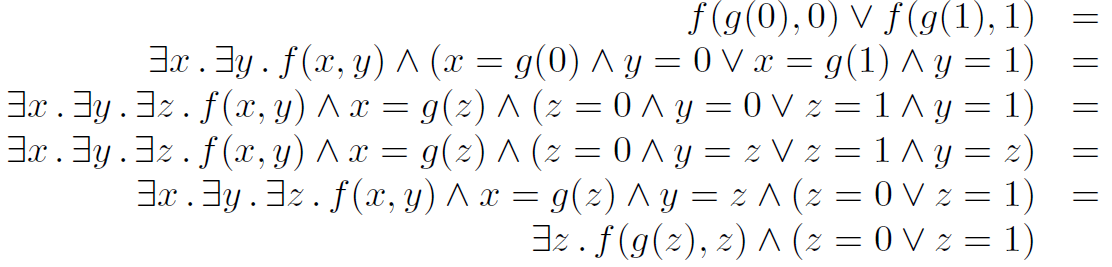 f(g(0), 0) ∨ f(g(1), 1) =
∃x . ∃y . f(x, y) ∧ (x = g(0) ∧ y = 0 ∨ x = g(1) ∧ y = 1) =
∃x . ∃y . ∃z . f(x, y) ∧ x = g(z) ∧ (z = 0 ∧ y = 0 ∨ z = 1 ∧ y = 1) =
∃x . ∃y . ∃z . f(x, y) ∧ x = g(z) ∧ (z = 0 ∧ y = z ∨ z = 1 ∧ y = z) =
∃x . ∃y . ∃z . f(x, y) ∧ x = g(z) ∧ y = z ∧ (z = 0 ∨ z = 1) =
∃z . f(g(z), z) ∧ (z = 0 ∨ z = 1)